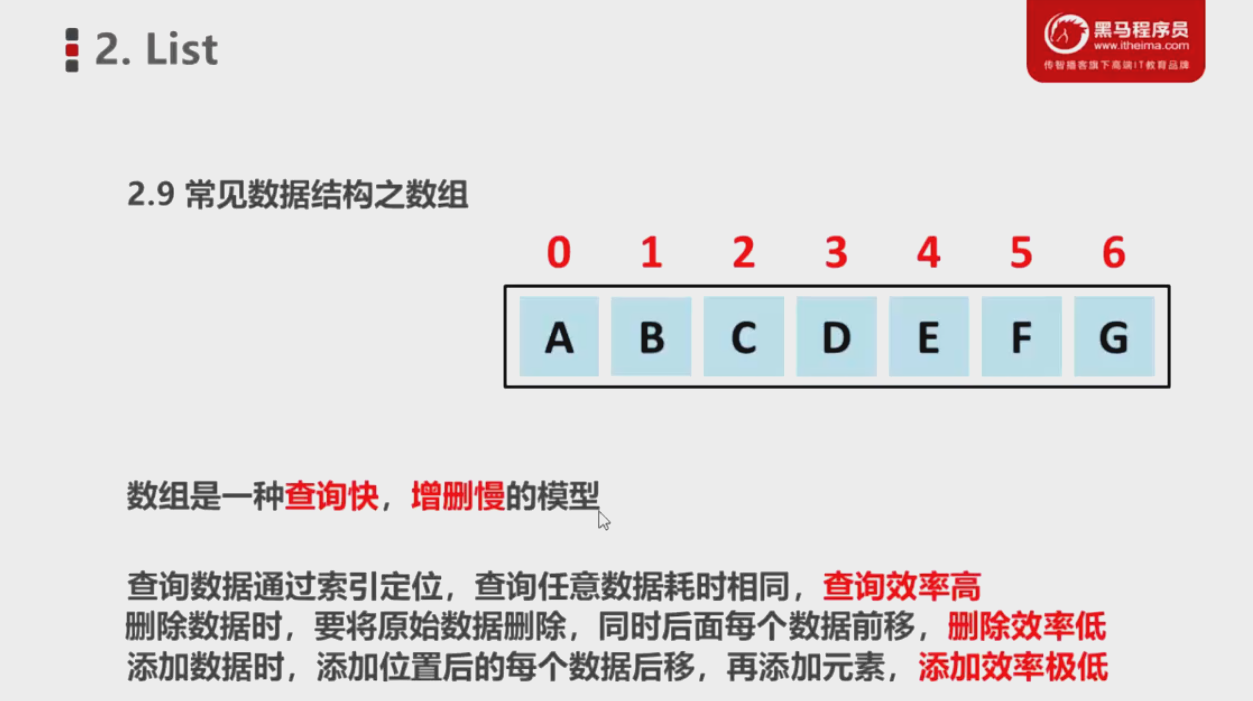 2. List
黑马程序员
www.itheima.com
传智播客旗下高端IT教育品牌
2.9 常见数据结构之数组
0 1 2 3 4 5 6
A B C D E F G
数组是一种查询快，增删慢的模型
查询数据通过索引定位，查询任意数据耗时相同，查询效率高
删除数据时，要将原始数据删除，同时后面每个数据前移，删除效率低
添加数据时，添加位置后的每个数据后移，再添加元素，添加效率极低